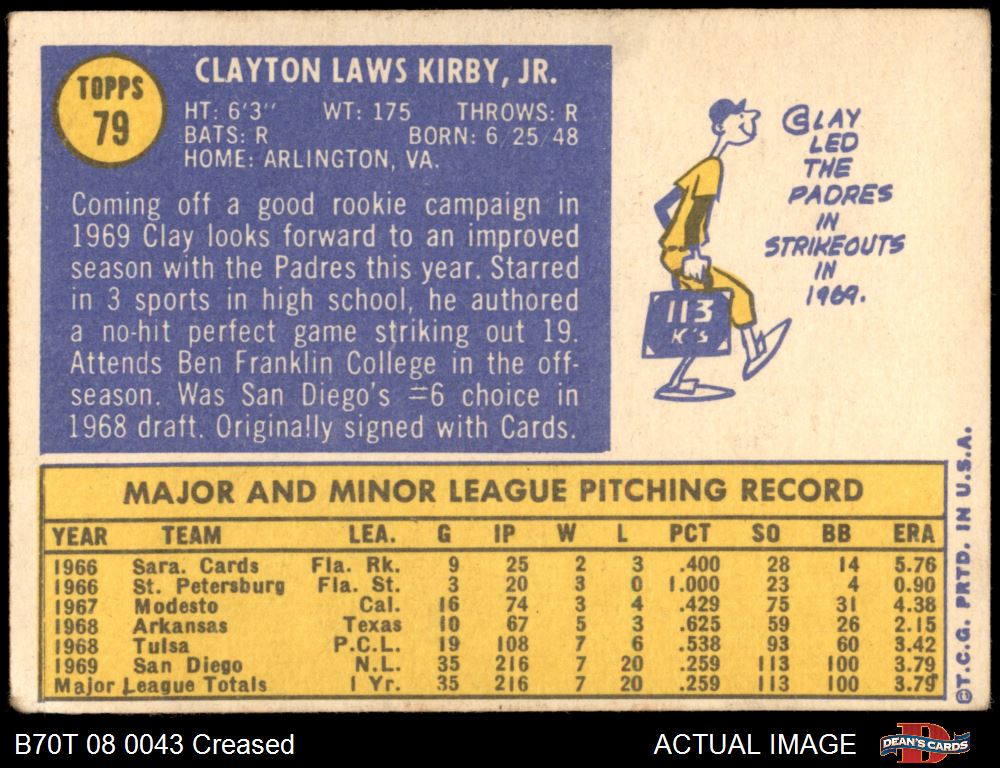 TOPPS
79
CLAYTON LAWS KIRBY, JR.
HT: 6'3" WT: 175 THROWS: R
BATS: R BORN: 6 25/48
HOME: ARLINGTON, VA.
Coming off a good rookie campaign in
1969 Clay looks forward to an improved
season with the Padres this year. Starred
in 3 sports in high school, he authored
a no-hit perfect game striking out 19.
Attends Ben Franklin College in the off-
season. Was San Diego's #6 choice in
1968 draft. Originally signed with Cards.
CLAY
LED
THE
PADRES
IN
STRIKEOUTS
IN
1969.
113
K's
MAJOR AND MINOR LEAGUE PITCHING RECORD
YEAR TEAM LEA. G IP W L PCT SO BB ERA
1966 Sara. Cards Fla. Rk. 9 25 2 3 .400 28 14 5.76
1966 St. Petersburg Fla. St. 3 20 3 0 1.000 23 4 0.90
1967 Modesto Cal. 16 74 3 4 .429 75 31 4.38
1968 Arkansas Texas 10 67 5 3 .625 59 26 2.15
1968 Tulsa P.C.L. 19 108 7 6 .538 93 60 3.42
1969 San Diego N.L. 35 216 7 20 .259 113 100 3.79
Major League Totals 1 Yr. 35 216 7 20 .259 113 100 3.79
©T.C.G. PRTD. IN U.S.A.
B70T 08 0043 Creased
ACTUAL IMAGE
B
DEAN'S CARDS